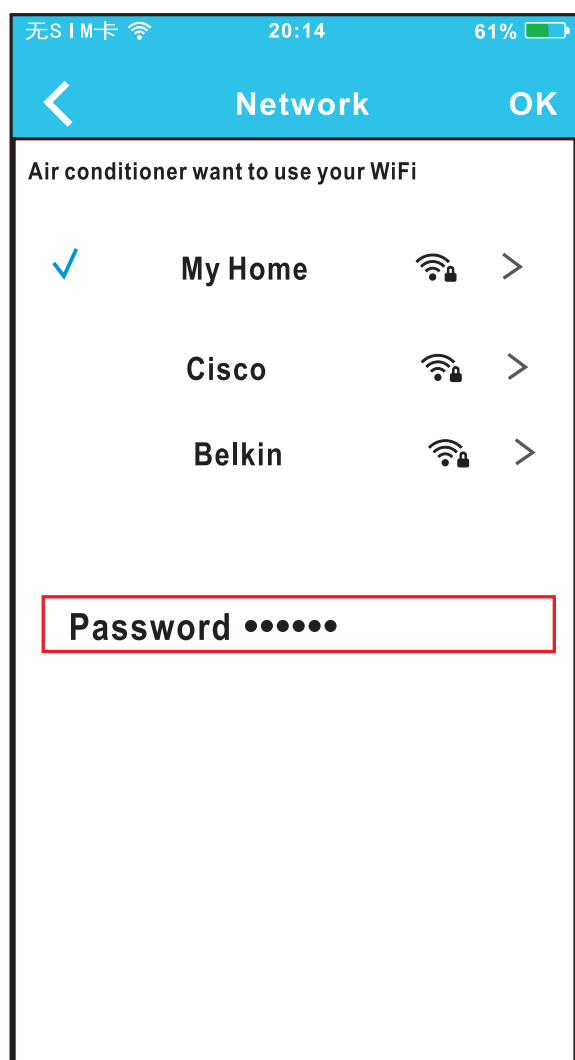 无SIM卡 20:14 61%
Network OK
Air conditioner want to use your WiFi
My Home
Cisco
Belkin
Password ••••••